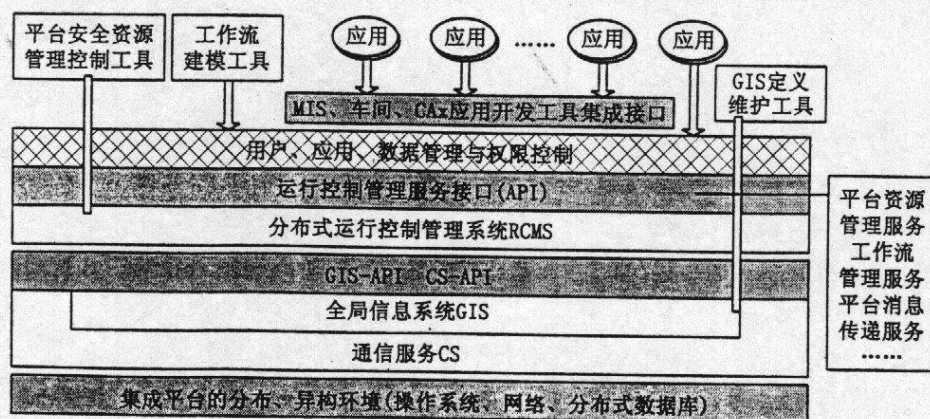 平台安全资源
管理控制工具
工作流
建模工具
应用
应用
……
应用
应用
GIS定义
维护工具
MIS、车间、CAx应用开发工具集成接口
用户、应用、数据管理与权限控制
运行控制管理服务接口(API)
分布式运行控制管理系统RCMS
GIS-API CS-API
全局信息系统GIS
通信服务CS
集成平台的分布、异构环境(操作系统、网络、分布式数据库)
平台资源
管理服务
工作流
管理服务
平台消息
传递服务
……